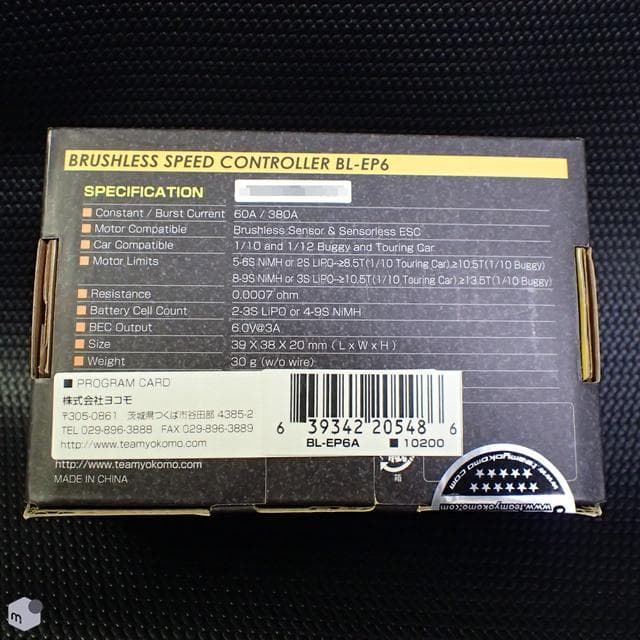 BRUSHLESS SPEED CONTROLLER BL-EP6
SPECIFICATION
■ Constant / Burst Current 60A / 380A
■ Motor Compatible Brushless Sensor & Sensorless ESC
■ Car Compatible 1/10 and 1/12 Buggy and Touring Car
■ Motor Limits 5-6S NiMH or 2S LiPO→≥8.5T(1/10 Touring Car).≥10.5T(1/10 Buggy)
8-9S NiMH or 3S LiPO→≥10.5T(1/10 Touring Car).≥13.5T(1/10 Buggy)
■ Resistance 0.0007 ohm
■ Battery Cell Count 2-3S LiPO or 4-9S NiMH
■ BEC Output 6.0V@3A
■ Size 39 X 38 X 20 mm ( L x W x H )
■ Weight 30 g (w/o wire)
■ PROGRAM CARD
株式会社ヨコモ
〒305-0861 茨城県つくば市谷田部 4385-2
TEL 029-896-3888 FAX 029-896-3889
http://www.teamyokomo.com
6 39342 20548 6
BL-EP6A ■ 10200
http://www.teamyokomo.com
MADE IN CHINA
箱
www.teamyokomo.com
m